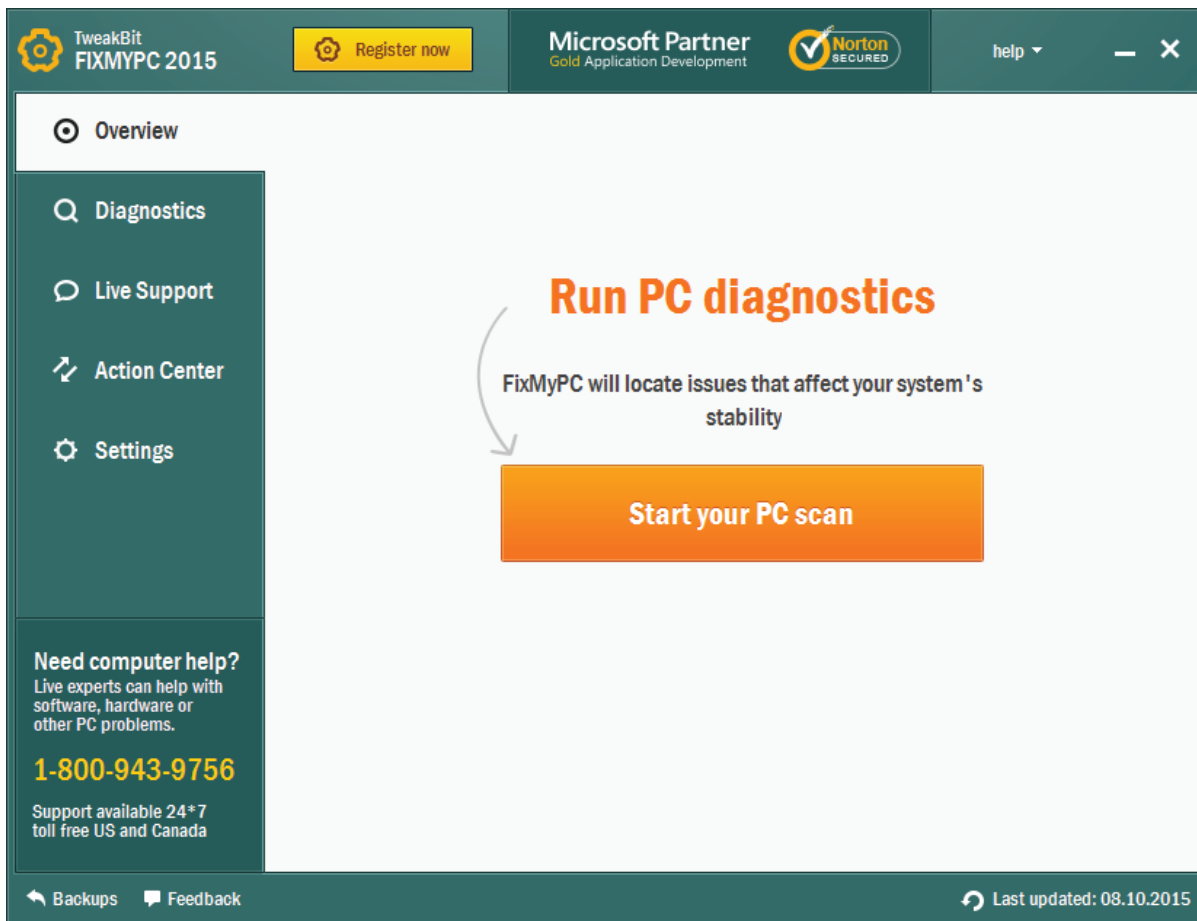 TweakBit
FIXMYPC 2015
Register now
Microsoft Partner
Gold Application Development
Norton
SECURED
help
Overview
Diagnostics
Live Support
Action Center
Settings
Run PC diagnostics
FixMyPC will locate issues that affect your system's
stability
Start your PC scan
Need computer help?
Live experts can help with
software, hardware or
other PC problems.
1-800-943-9756
Support available 24*7
toll free US and Canada
Backups
Feedback
Last updated: 08.10.2015